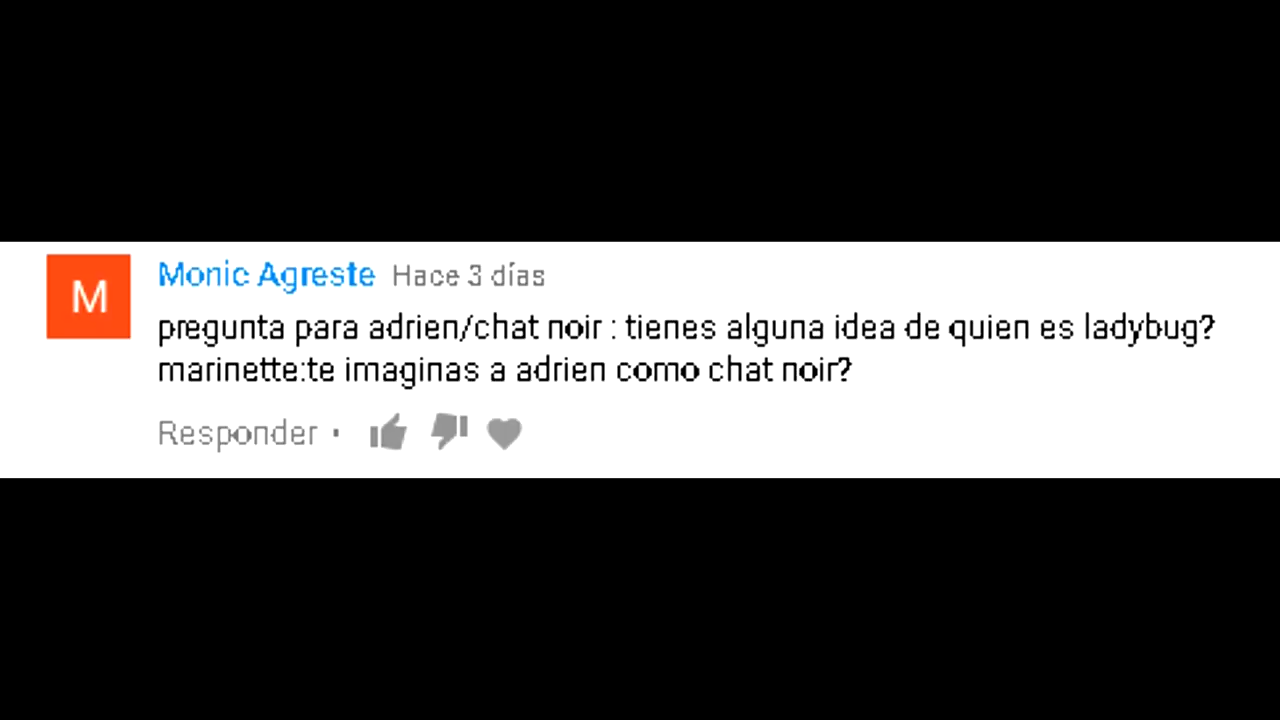 M
Monic Agreste Hace 3 días
pregunta para adrien/chat noir : tienes alguna idea de quien es ladybug?
marinette:te imaginas a adrien como chat noir?
Responder ·